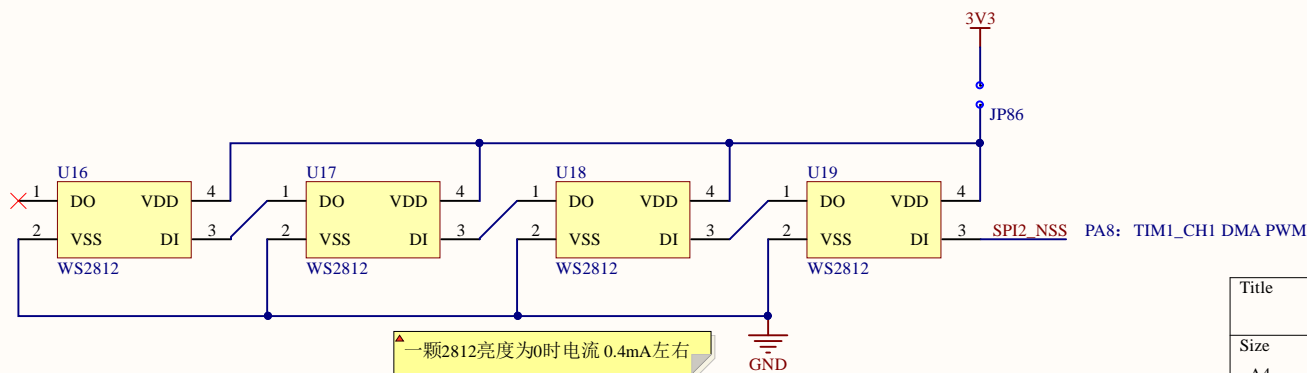 3V3
JP86
U16
U17
U18
U19
1 DO VDD 4
1 DO VDD 4
1 DO VDD 4
1 DO VDD 4
2 VSS DI 3
2 VSS DI 3
2 VSS DI 3
2 VSS DI 3
SPI2_NSS
PA8：TIM1_CH1 DMA PWM
WS2812
WS2812
WS2812
WS2812
Title
一颗2812亮度为0时电流 0.4mA左右
GND
Size
A4